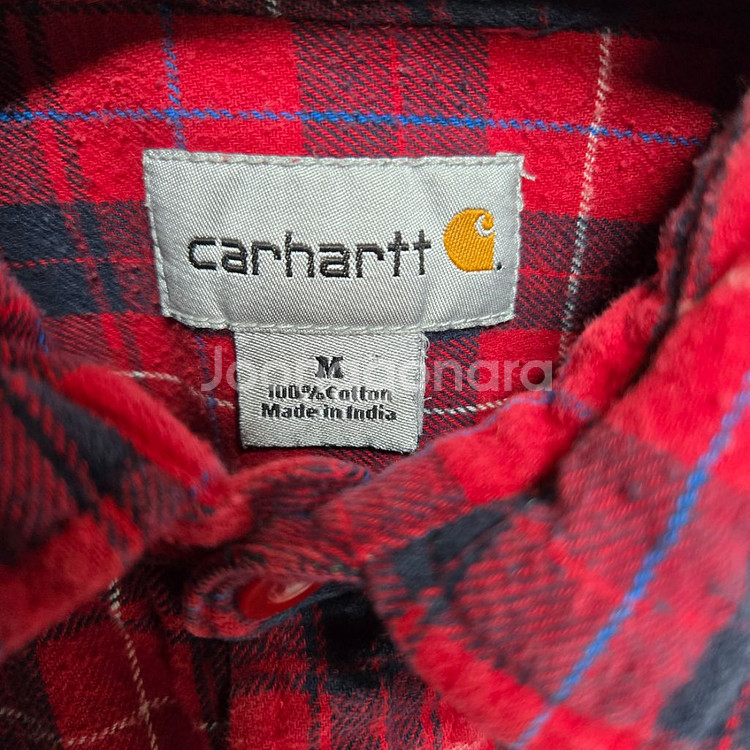 carhartt
M
100% Cotton
Made in India